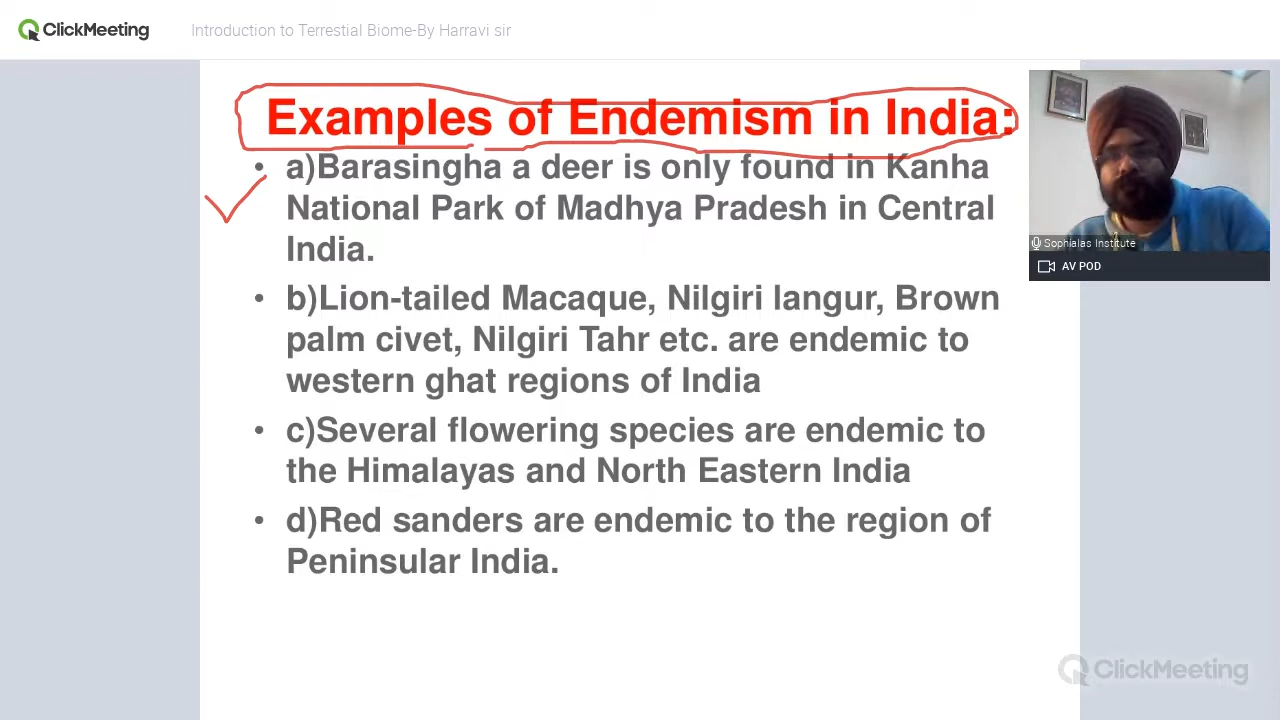 ClickMeeting
Introduction to Terrestial Biome-By Harravi sir
Examples of Endemism in India:
• a)Barasingha a deer is only found in Kanha
National Park of Madhya Pradesh in Central
India.
• b)Lion-tailed Macaque, Nilgiri langur, Brown
palm civet, Nilgiri Tahr etc. are endemic to
western ghat regions of India
• c)Several flowering species are endemic to
the Himalayas and North Eastern India
• d)Red sanders are endemic to the region of
Peninsular India.
Sophialas Institute
AV POD
ClickMeeting